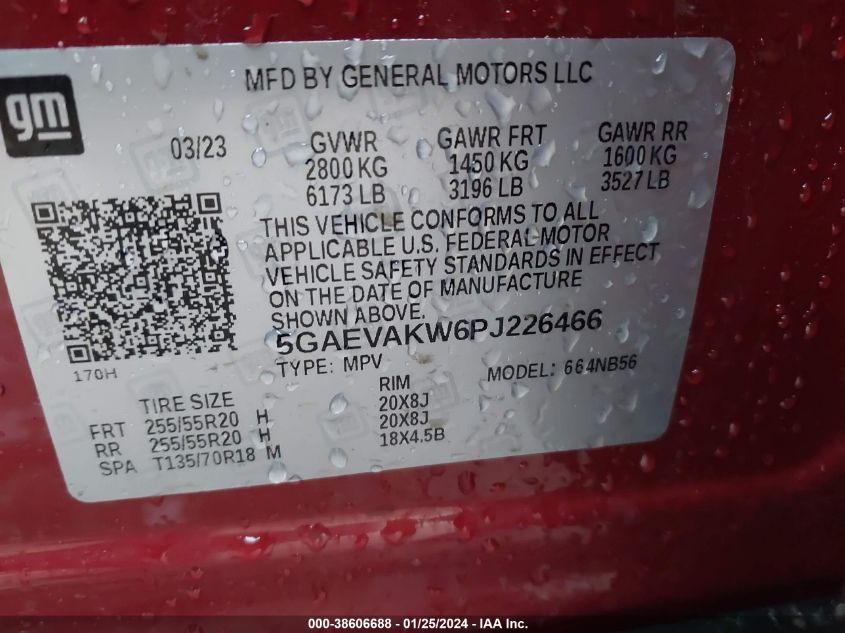 MFD BY GENERAL MOTORS LLC
gm
03/23 GVWR GAWR FRT GAWR RR
2800 KG 1450 KG 1600 KG
6173 LB 3196 LB 3527 LB
THIS VEHICLE CONFORMS TO ALL
APPLICABLE U.S. FEDERAL MOTOR
VEHICLE SAFETY STANDARDS IN EFFECT
ON THE DATE OF MANUFACTURE
SHOWN ABOVE.
5GAEVAKW6PJ226466
170H
TYPE: MPV MODEL: 664NB56
TIRE SIZE RIM
FRT 255/55R20 H 20X8J
RR 255/55R20 H 20X8J
SPA T135/70R18 M 18X4.5B
000-38606688 - 01/25/2024 - IAA Inc.